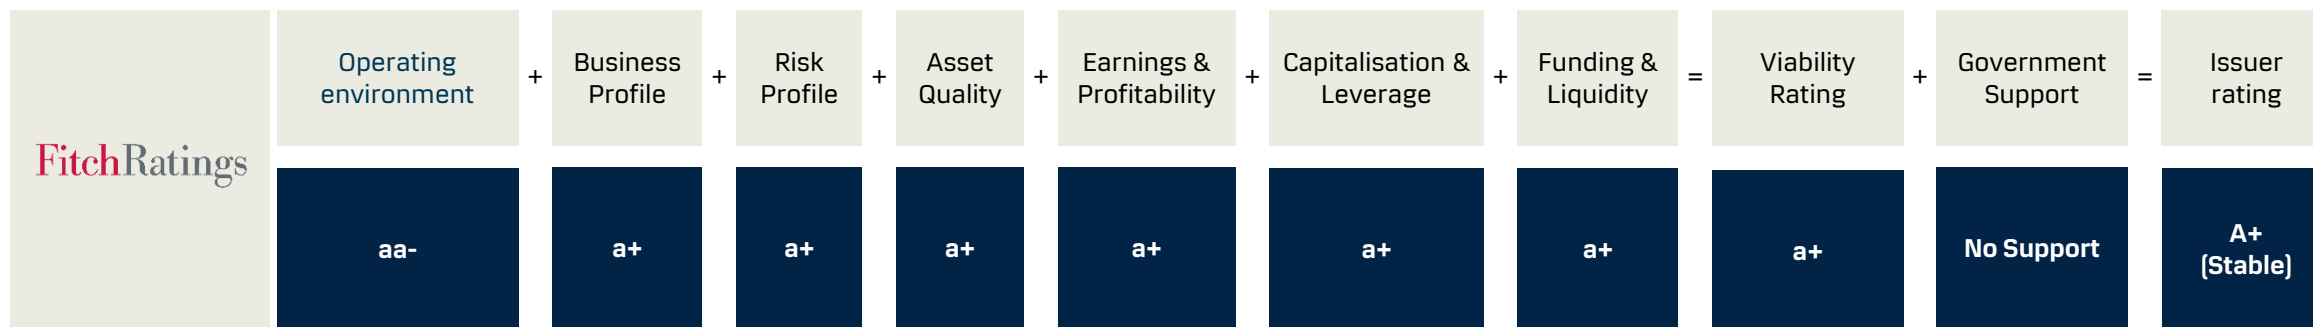 FitchRatings
Operating
environment
+
Business
Profile
+
Risk
Profile
+
Asset
Quality
+
Earnings &
Profitability
+
Capitalisation &
Leverage
+
Funding &
Liquidity
=
Viability
Rating
+
Government
Support
=
Issuer
rating
aa-
a+
a+
a+
a+
a+
a+
a+
No Support
A+
(Stable)